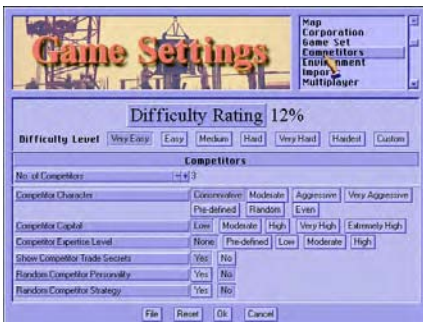 Game Settings
Map
Corporation
Game Set
Competitors
Environment
Import
Multiplayer
Difficulty Rating 12%
Difficulty Level Very Easy Easy Medium Hard Very Hard Hardest Custom
Competitors
No. of Competitors - + 3
Competitor Character Conservative Moderate Aggressive Very Aggressive
Pre-defined Random Even
Competitor Capital Low Moderate High Very High Extremely High
Competitor Expertise Level None Pre-defined Low Moderate High
Show Competitor Trade Secrets Yes No
Random Competitor Personality Yes No
Random Competitor Strategy Yes No
File Reset Ok Cancel